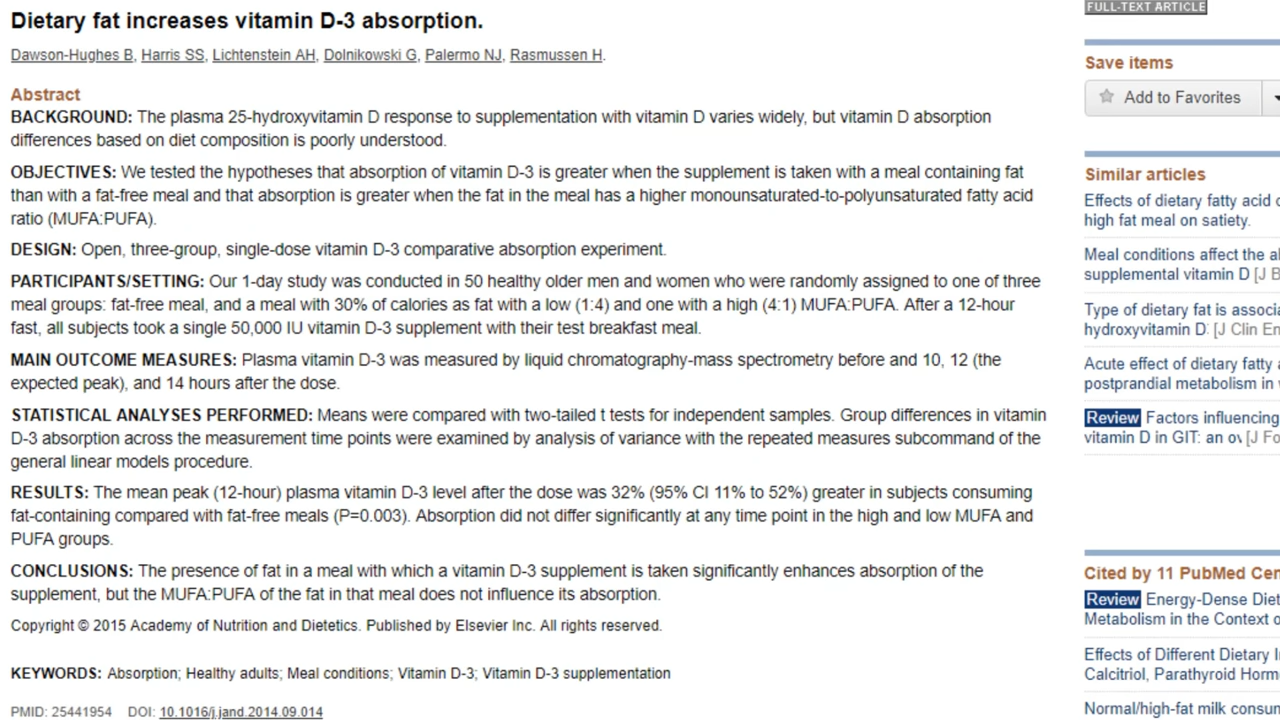 Dietary fat increases vitamin D-3 absorption.
Dawson-Hughes B, Harris SS, Lichtenstein AH, Dolnikowski G, Palermo NJ, Rasmussen H.
Abstract
BACKGROUND: The plasma 25-hydroxyvitamin D response to supplementation with vitamin D varies widely, but vitamin D absorption
differences based on diet composition is poorly understood.
OBJECTIVES: We tested the hypotheses that absorption of vitamin D-3 is greater when the supplement is taken with a meal containing fat
than with a fat-free meal and that absorption is greater when the fat in the meal has a higher monounsaturated-to-polyunsaturated fatty acid
ratio (MUFA:PUFA).
DESIGN: Open, three-group, single-dose vitamin D-3 comparative absorption experiment.
PARTICIPANTS/SETTING: Our 1-day study was conducted in 50 healthy older men and women who were randomly assigned to one of three
meal groups: fat-free meal, and a meal with 30% of calories as fat with a low (1:4) and one with a high (4:1) MUFA:PUFA. After a 12-hour
fast, all subjects took a single 50,000 IU vitamin D-3 supplement with their test breakfast meal.
MAIN OUTCOME MEASURES: Plasma vitamin D-3 was measured by liquid chromatography-mass spectrometry before and 10, 12 (the
expected peak), and 14 hours after the dose.
STATISTICAL ANALYSES PERFORMED: Means were compared with two-tailed t tests for independent samples. Group differences in vitamin
D-3 absorption across the measurement time points were examined by analysis of variance with the repeated measures subcommand of the
general linear models procedure.
RESULTS: The mean peak (12-hour) plasma vitamin D-3 level after the dose was 32% (95% CI 11% to 52%) greater in subjects consuming
fat-containing compared with fat-free meals (P=0.003). Absorption did not differ significantly at any time point in the high and low MUFA and
PUFA groups.
CONCLUSIONS: The presence of fat in a meal with which a vitamin D-3 supplement is taken significantly enhances absorption of the
supplement, but the MUFA:PUFA of the fat in that meal does not influence its absorption.
Copyright © 2015 Academy of Nutrition and Dietetics. Published by Elsevier Inc. All rights reserved.
KEYWORDS: Absorption; Healthy adults; Meal conditions; Vitamin D-3; Vitamin D-3 supplementation
PMID: 25441954 DOI: 10.1016/j.jand.2014.09.014
FULL-TEXT ARTICLE
Save items
Add to Favorites
Similar articles
Effects of dietary fatty acid
high fat meal on satiety.
Meal conditions affect the
supplemental vitamin D [J
Type of dietary fat is
hydroxyvitamin D: [J Clin
Acute effect of dietary fatty
postprandial metabolism in
Review Factors influencing
vitamin D in GIT: an [J
Cited by 11 PubMed
Review Energy-Dense
Metabolism in the Context
Effects of Different Dietary
Calcitriol, Parathyroid
Normal/high-fat milk